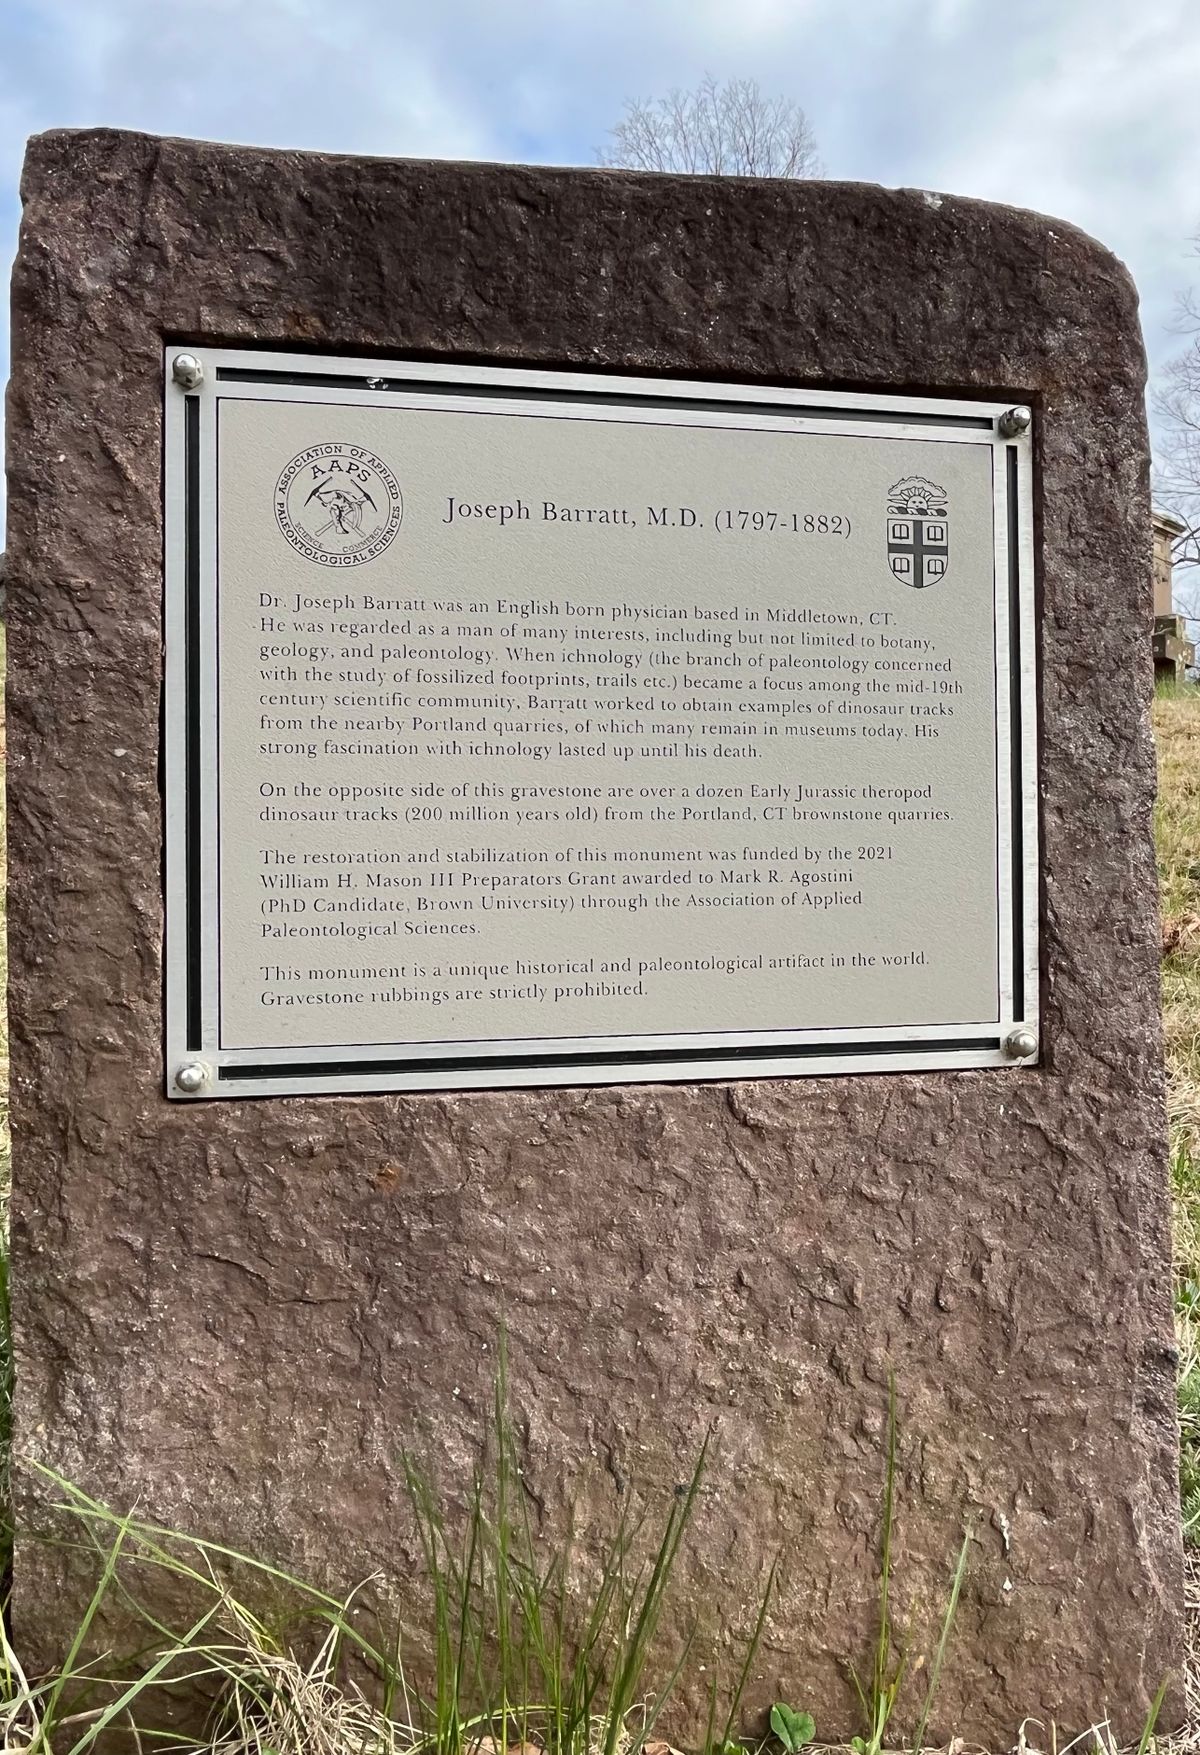 ASSOCIATION OF APPLIED
PALEONTOLOGICAL SCIENCES
AAPS
SCIENCE COMMERCE
Joseph Barratt, M.D. (1797-1882)
Dr. Joseph Barratt was an English born physician based in Middletown, CT.
He was regarded as a man of many interests, including but not limited to botany,
geology, and paleontology. When ichnology (the branch of paleontology concerned
with the study of fossilized footprints, trails etc.) became a focus among the mid-19th
century scientific community, Barratt worked to obtain examples of dinosaur tracks
from the nearby Portland quarries, of which many remain in museums today. His
strong fascination with ichnology lasted up until his death.
On the opposite side of this gravestone are over a dozen Early Jurassic theropod
dinosaur tracks (200 million years old) from the Portland, CT brownstone quarries.
The restoration and stabilization of this monument was funded by the 2021
William H. Mason III Preparators Grant awarded to Mark R. Agostini
(PhD Candidate, Brown University) through the Association of Applied
Paleontological Sciences.
This monument is a unique historical and paleontological artifact in the world.
Gravestone rubbings are strictly prohibited.